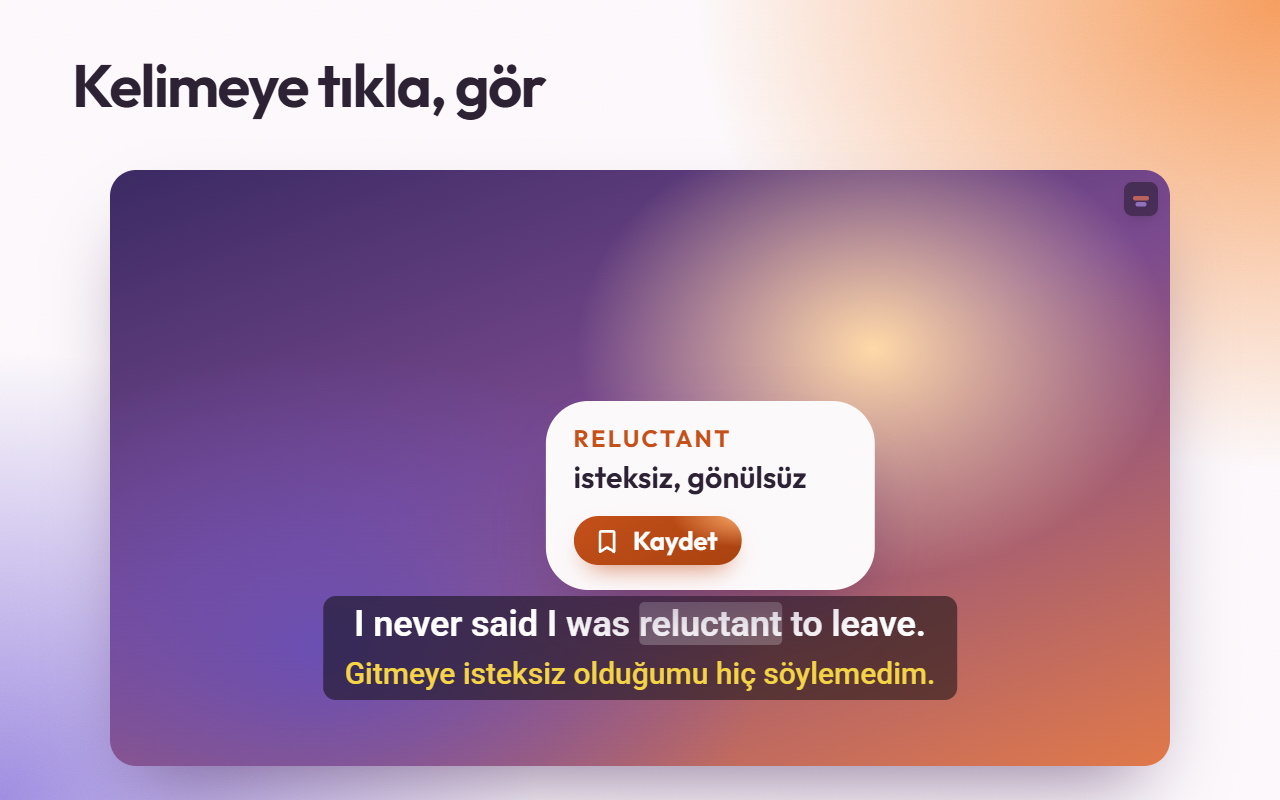 Kelimeye tıkla, gör
RELUCTANT
isteksiz, gönülsüz
Kaydet
I never said I was reluctant to leave.
Gitmeye isteksiz olduğumu hiç söylemedim.